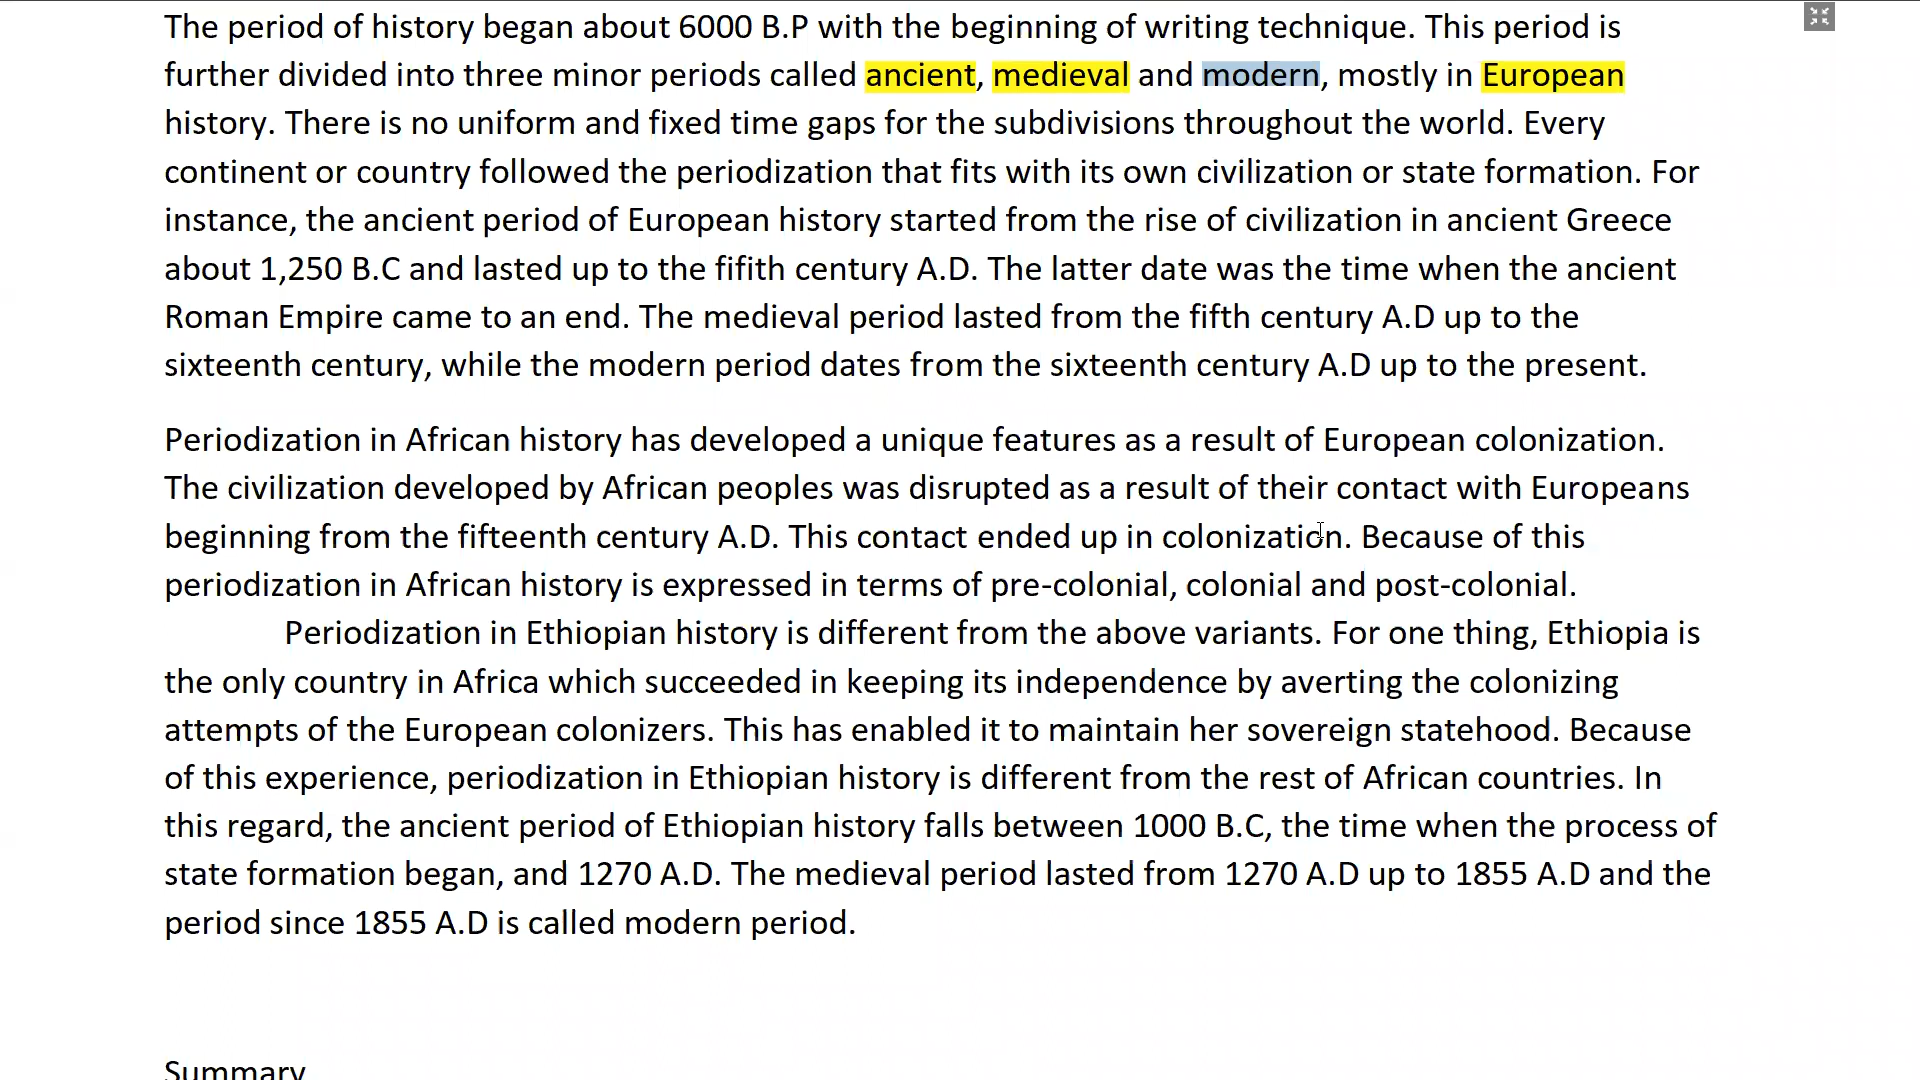 The period of history began about 6000 B.P with the beginning of writing technique. This period is
further divided into three minor periods called ancient, medieval and modern, mostly in European
history. There is no uniform and fixed time gaps for the subdivisions throughout the world. Every
continent or country followed the periodization that fits with its own civilization or state formation. For
instance, the ancient period of European history started from the rise of civilization in ancient Greece
about 1,250 B.C and lasted up to the fifith century A.D. The latter date was the time when the ancient
Roman Empire came to an end. The medieval period lasted from the fifth century A.D up to the
sixteenth century, while the modern period dates from the sixteenth century A.D up to the present.
Periodization in African history has developed a unique features as a result of European colonization.
The civilization developed by African peoples was disrupted as a result of their contact with Europeans
beginning from the fifteenth century A.D. This contact ended up in colonization. Because of this
periodization in African history is expressed in terms of pre-colonial, colonial and post-colonial.
Periodization in Ethiopian history is different from the above variants. For one thing, Ethiopia is
the only country in Africa which succeeded in keeping its independence by averting the colonizing
attempts of the European colonizers. This has enabled it to maintain her sovereign statehood. Because
of this experience, periodization in Ethiopian history is different from the rest of African countries. In
this regard, the ancient period of Ethiopian history falls between 1000 B.C, the time when the process of
state formation began, and 1270 A.D. The medieval period lasted from 1270 A.D up to 1855 A.D and the
period since 1855 A.D is called modern period.
Summary